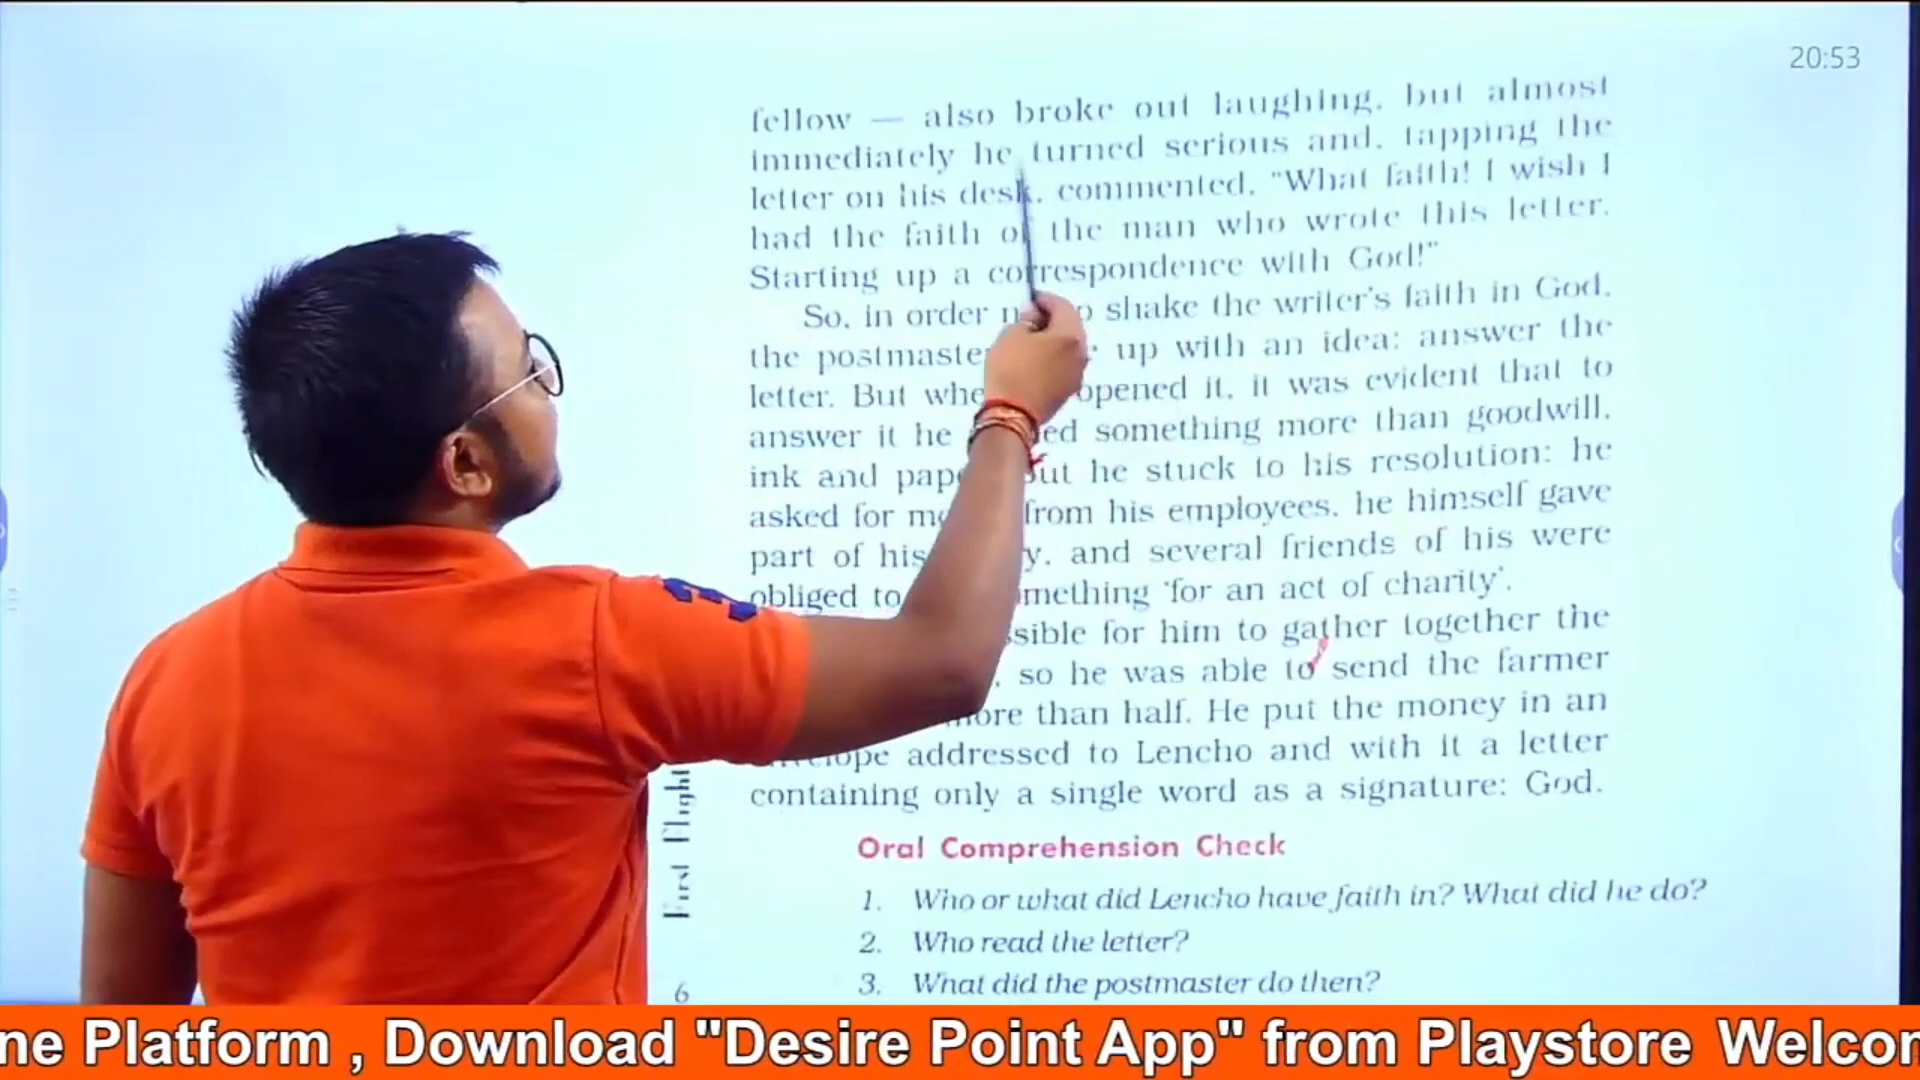 20:53
fellow — also broke out laughing, but almost
immediately he turned serious and, tapping the
letter on his desk, commented, “What faith! I wish I
had the faith of the man who wrote this letter.
Starting up a correspondence with God!”
So, in order shake the writer’s faith in God,
the postmaster up with an idea: answer the
letter. But opened it, it was evident that to
answer it he something more than goodwill,
ink and but he stuck to his resolution: he
asked for from his employees, he himself gave
part of his and several friends of his were
obliged to ‘for an act of charity’.
for him to gather together the
so he was able to send the farmer
more than half. He put the money in an
addressed to Lencho and with it a letter
containing only a single word as a signature: God.
Oral Comprehension Check
1. Who or what did Lencho have faith in? What did he do?
2. Who read the letter?
3. What did the postmaster do then?
First Flight
6
ne Platform , Download "Desire Point App" from Playstore Welcom